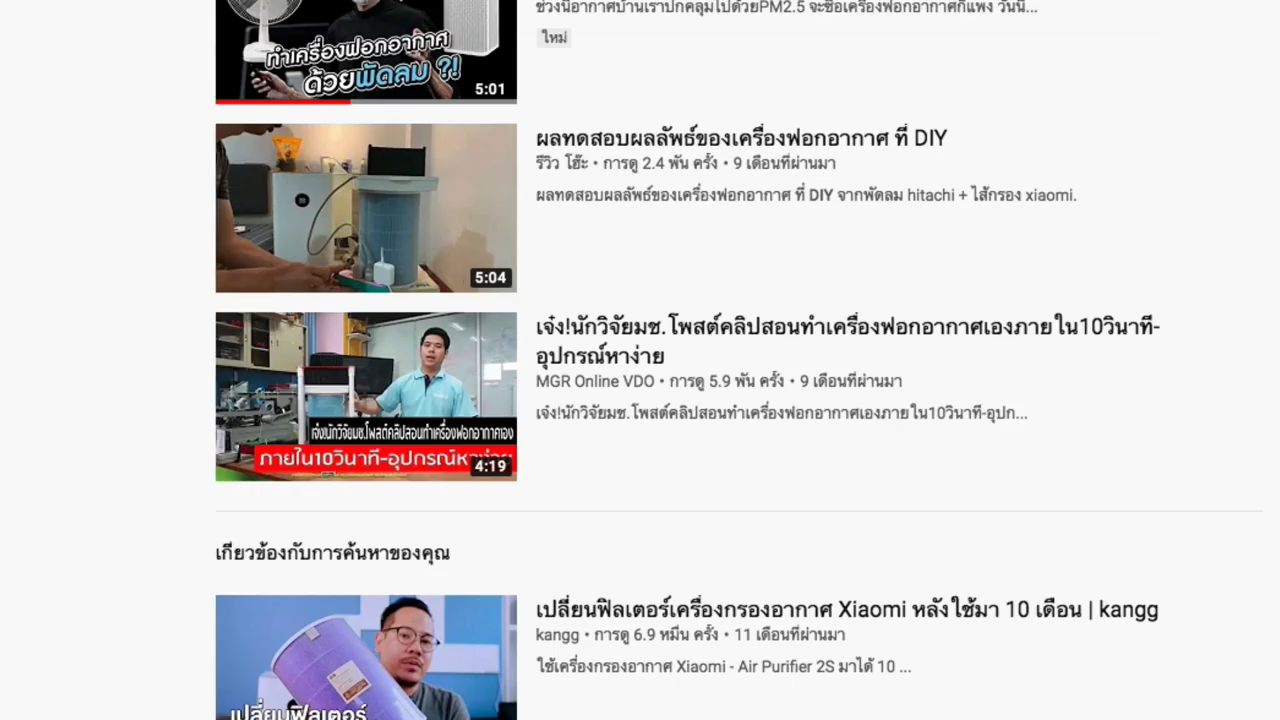 ช่วงนี้อากาศบ้านเราปกคลุมไปด้วยPM2.5 จะซื้อเครื่องฟอกอากาศก็แพง วันนี้...
ใหม่
ทำเครื่องฟอกอากาศ
ด้วยพัดลม ?!
5:01
ผลทดสอบผลลัพธ์ของเครื่องฟอกอากาศ ที่ DIY
รีวิว โฮ๊ะ • การดู 2.4 พัน ครั้ง • 9 เดือนที่ผ่านมา
ผลทดสอบผลลัพธ์ของเครื่องฟอกอากาศ ที่ DIY จากพัดลม hitachi + ไส้กรอง xiaomi.
5:04
เจ๋ง!นักวิจัยมช.โพสต์คลิปสอนทำเครื่องฟอกอากาศเองภายใน10วินาที-
อุปกรณ์หาง่าย
MGR Online VDO • การดู 5.9 พัน ครั้ง • 9 เดือนที่ผ่านมา
เจ๋ง!นักวิจัยมช.โพสต์คลิปสอนทำเครื่องฟอกอากาศเองภายใน10วินาที-อุปก...
เจ๋ง!นักวิจัยมช.โพสต์คลิปสอนทำเครื่องฟอกอากาศเอง
ภายใน10วินาที-อุปกรณ์หาง่าย
4:19
เกี่ยวข้องกับการค้นหาของคุณ
เปลี่ยนฟิลเตอร์เครื่องกรองอากาศ Xiaomi หลังใช้มา 10 เดือน | kangg
kangg • การดู 6.9 หมื่น ครั้ง • 11 เดือนที่ผ่านมา
ใช้เครื่องกรองอากาศ Xiaomi - Air Purifier 2S มาได้ 10 ...
เปลี่ยนฟิลเตอร์